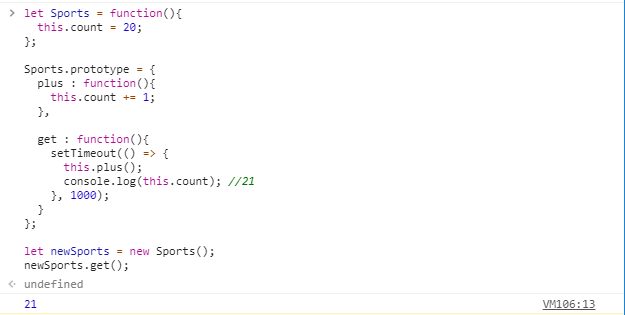 > let Sports = function(){
    this.count = 20;
  };

  Sports.prototype = {
    plus : function(){
      this.count += 1;
    },

    get : function(){
      setTimeout(() => {
        this.plus();
        console.log(this.count); //21
      }, 1000);
    }
  };

  let newSports = new Sports();
  newSports.get();
< undefined
  21 VM106:13